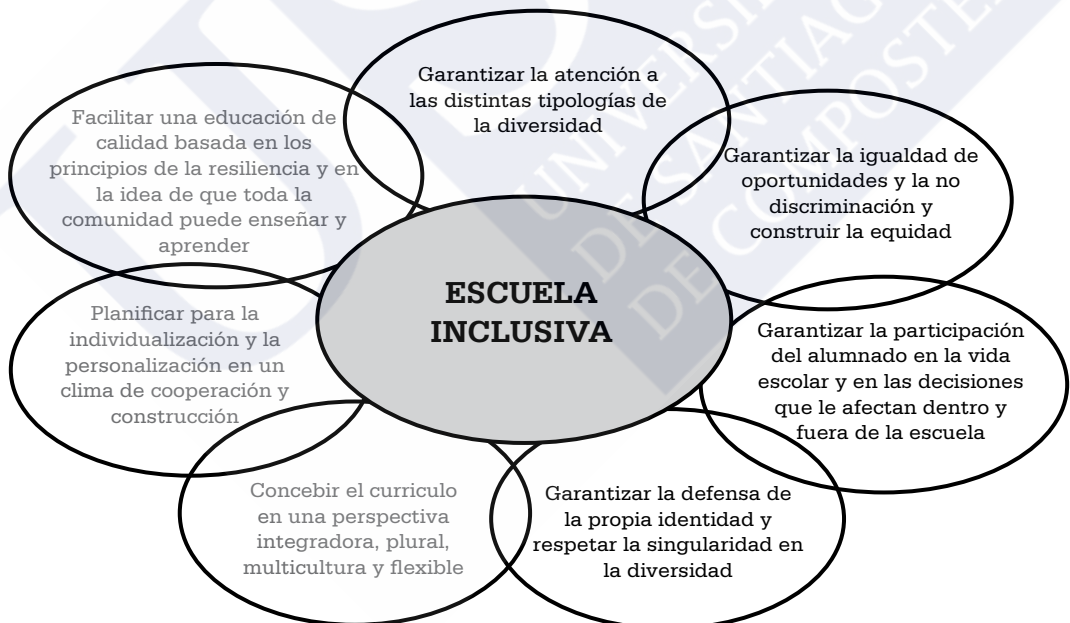 Garantizar la atención a
las distintas tipologías de
la diversidad
Garantizar la igualdad de
oportunidades y la no
discriminación y
construir la equidad
Garantizar la participación
del alumnado en la vida
escolar y en las decisiones
que le afectan dentro y
fuera de la escuela
Garantizar la defensa de
la propia identidad y
respetar la singularidad en
la diversidad
Concebir el curriculo
en una perspectiva
integradora, plural,
multicultura y flexible
Planificar para la
individualización y la
personalización en un
clima de cooperación y
construcción
Facilitar una educación de
calidad basada en los
principios de la resiliencia y en
la idea de que toda la
comunidad puede enseñar y
aprender
ESCUELA
INCLUSIVA